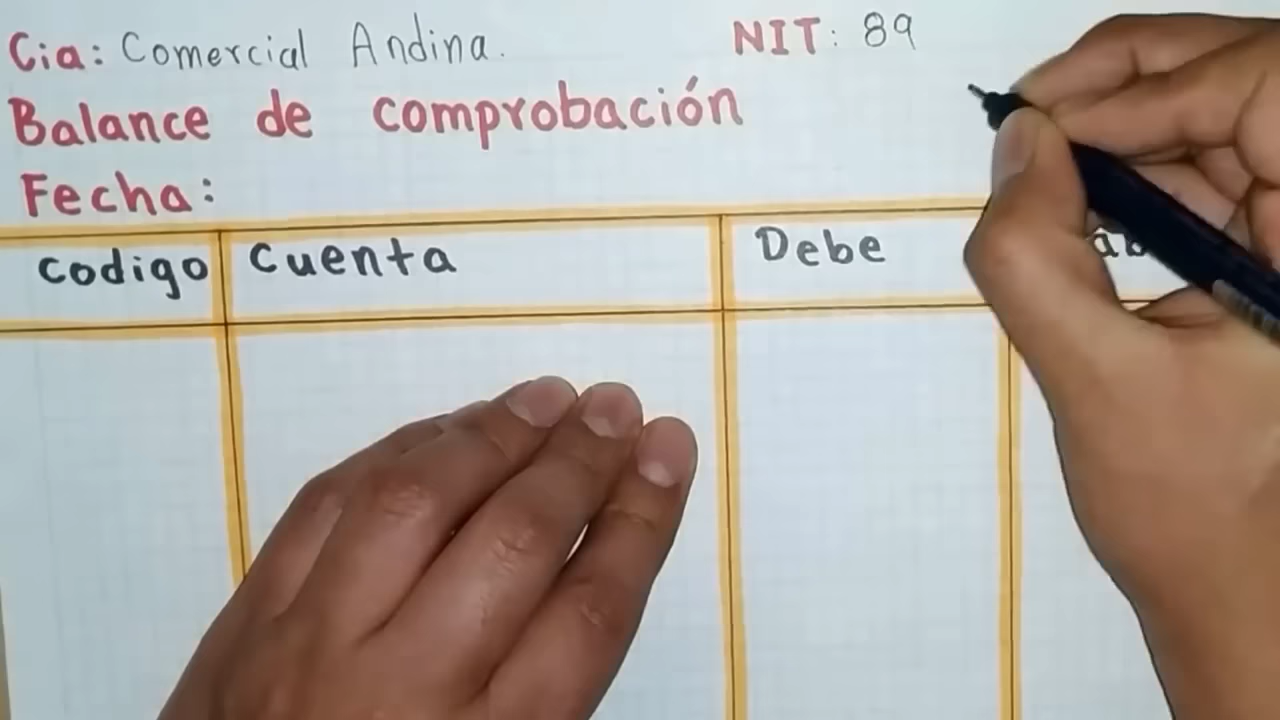 Cia: Comercial Andina. NIT: 89
Balance de comprobación
Fecha:
Codigo Cuenta Debe